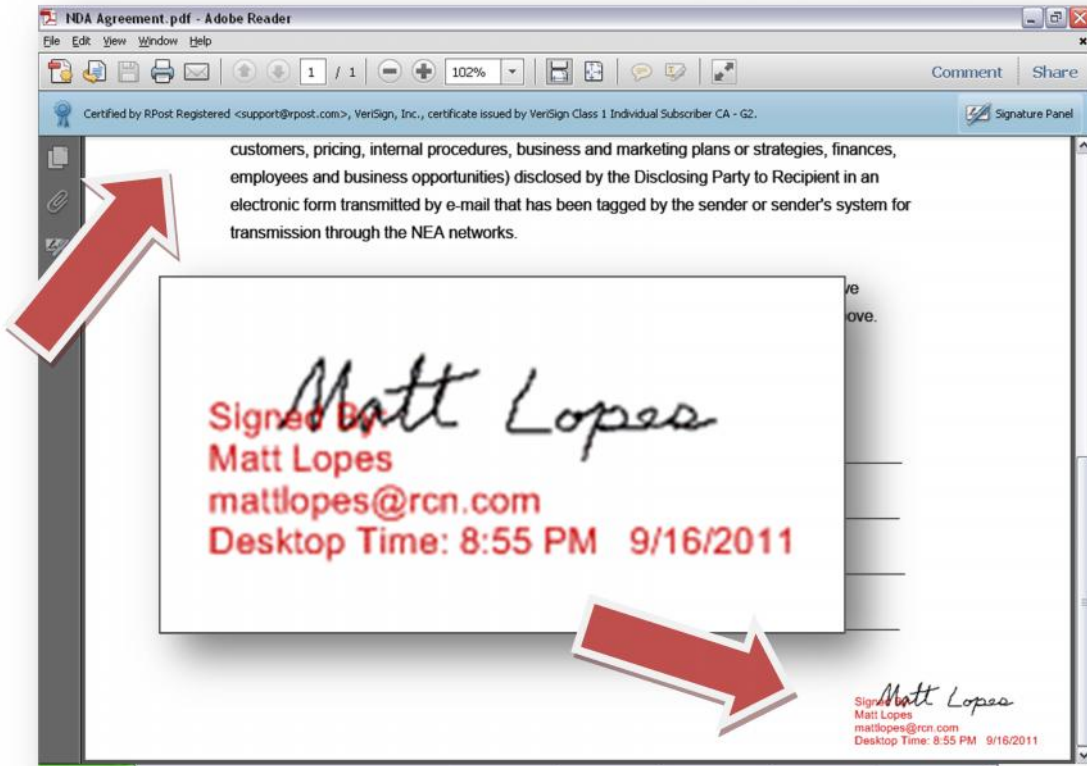 NDA Agreement.pdf - Adobe Reader
File Edit View Window Help
1 / 1 102% Comment Share
Certified by RPost Registered <support@rpost.com>, VeriSign, Inc., certificate issued by VeriSign Class 1 Individual Subscriber CA - G2. Signature Panel
customers, pricing, internal procedures, business and marketing plans or strategies, finances,
employees and business opportunities) disclosed by the Disclosing Party to Recipient in an
electronic form transmitted by e-mail that has been tagged by the sender or sender's system for
transmission through the NEA networks.
Matt Lopes
Signed By:
Matt Lopes
mattlopes@rcn.com
Desktop Time: 8:55 PM 9/16/2011
Matt Lopes
Signed By:
Matt Lopes
mattlopes@rcn.com
Desktop Time: 8:55 PM 9/16/2011